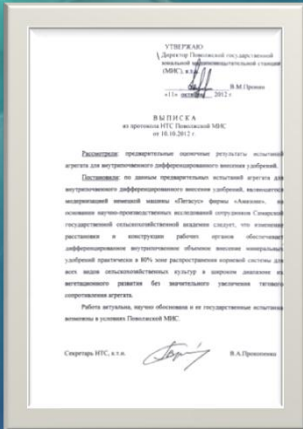 УТВЕРЖДАЮ
Директор Поволжской государственной
зональной машиноиспытательной станции
(МИС), к.т.н.
В.М.Пронин
«11» октября 2012 г
ВЫПИСКА
из протокола НТС Поволжской МИС
от 10.10.2012 г
Рассмотрели: предварительные оценочные результаты испытаний
агрегата для внутрипочвенного дифференцированного внесения удобрений.
Постановили: по данным предварительных испытаний агрегата для
внутрипочвенного дифференцированного внесения удобрений, являющегося
модернизацией немецкой машины «Пегасус» фирмы «Амазоне», на
основании научно-производственных исследований сотрудников Самарской
государственной сельскохозяйственной академии следует, что изменения
расстановки и конструкции рабочих органов обеспечивает
дифференцированное внутрипочвенное объемное внесение минеральных
удобрений практически в 80% зоне распространения корневой системы для
всех видов сельскохозяйственных культур в широком диапазоне их
вегетационного развития без значительного увеличения тягового
сопротивления агрегата.
Работа актуальна, научно обоснована и ее государственные испытания
возможны в условиях Поволжской МИС.
Секретарь НТС, к.т.н.
В.А.Прокопенко